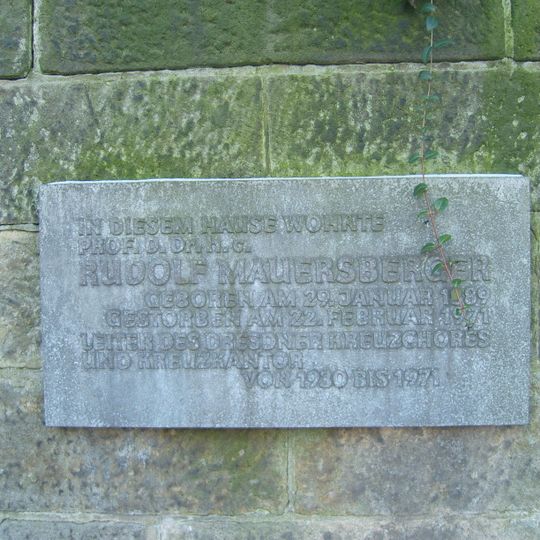 IN DIESEM HAUSE WOHNTE
PROF. D. DR. H. C.
RUDOLF MAUERSBERGER
GEBOREN AM 29. JANUAR 1889
GESTORBEN AM 22. FEBRUAR 1971
LEITER DES DRESDNER KREUZCHORES
UND KREUZKANTOR
VON 1930 BIS 1971